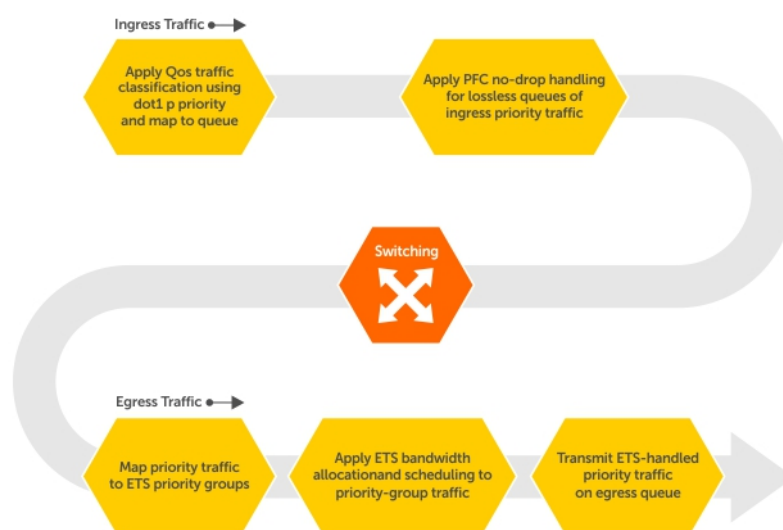 Ingress Traffic
Apply Qos traffic
classification using
dot1 p priority
and map to queue
Apply PFC no-drop handling
for lossless queues of
ingress priority traffic
Switching
Egress Traffic
Map priority traffic
to ETS priority groups
Apply ETS bandwidth
allocationand scheduling to
priority-group traffic
Transmit ETS-handled
priority traffic
on egress queue